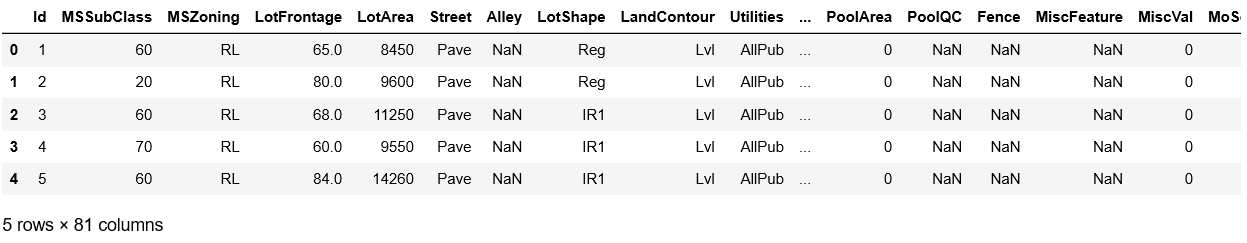 Id MSSubClass MSZoning LotFrontage LotArea Street Alley LotShape LandContour Utilities ... PoolArea PoolQC Fence MiscFeature MiscVal
0 1 60 RL 65.0 8450 Pave NaN Reg Lvl AllPub ... 0 NaN NaN NaN 0
1 2 20 RL 80.0 9600 Pave NaN Reg Lvl AllPub ... 0 NaN NaN NaN 0
2 3 60 RL 68.0 11250 Pave NaN IR1 Lvl AllPub ... 0 NaN NaN NaN 0
3 4 70 RL 60.0 9550 Pave NaN IR1 Lvl AllPub ... 0 NaN NaN NaN 0
4 5 60 RL 84.0 14260 Pave NaN IR1 Lvl AllPub ... 0 NaN NaN NaN 0
5 rows × 81 columns